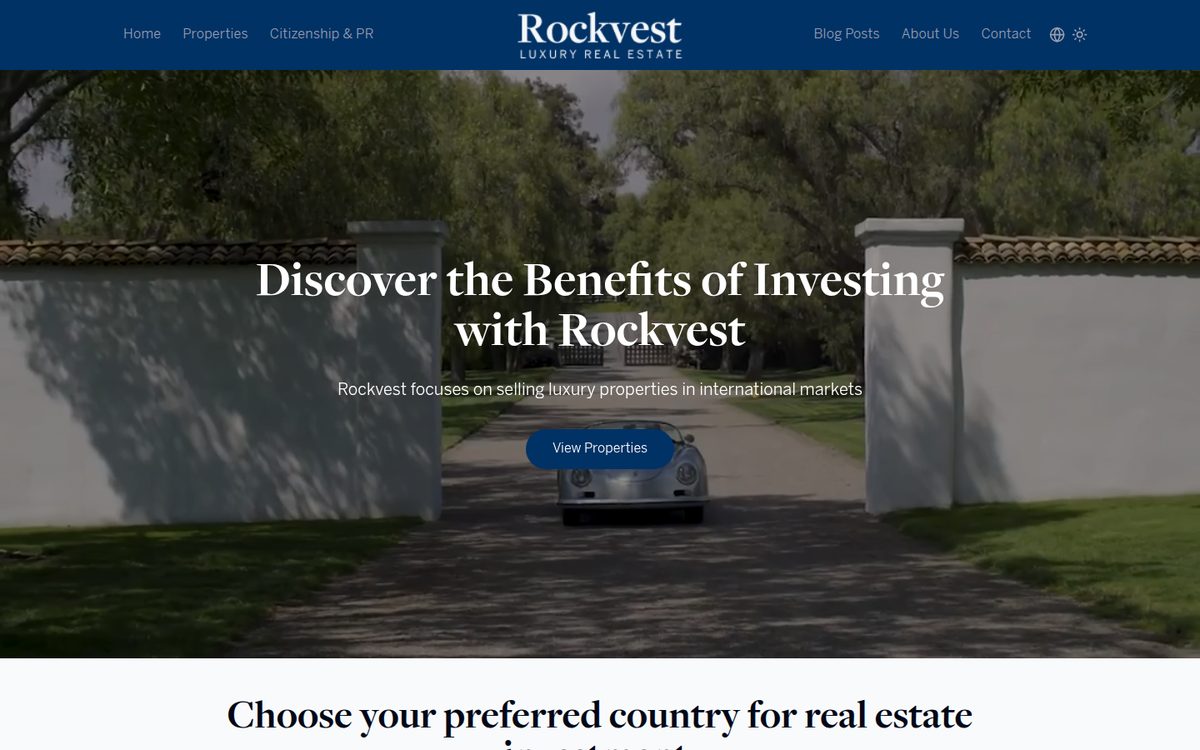 Home Properties Citizenship & PR
Rockvest
LUXURY REAL ESTATE
Blog Posts About Us Contact
Discover the Benefits of Investing
with Rockvest
Rockvest focuses on selling luxury properties in international markets
View Properties
Choose your preferred country for real estate